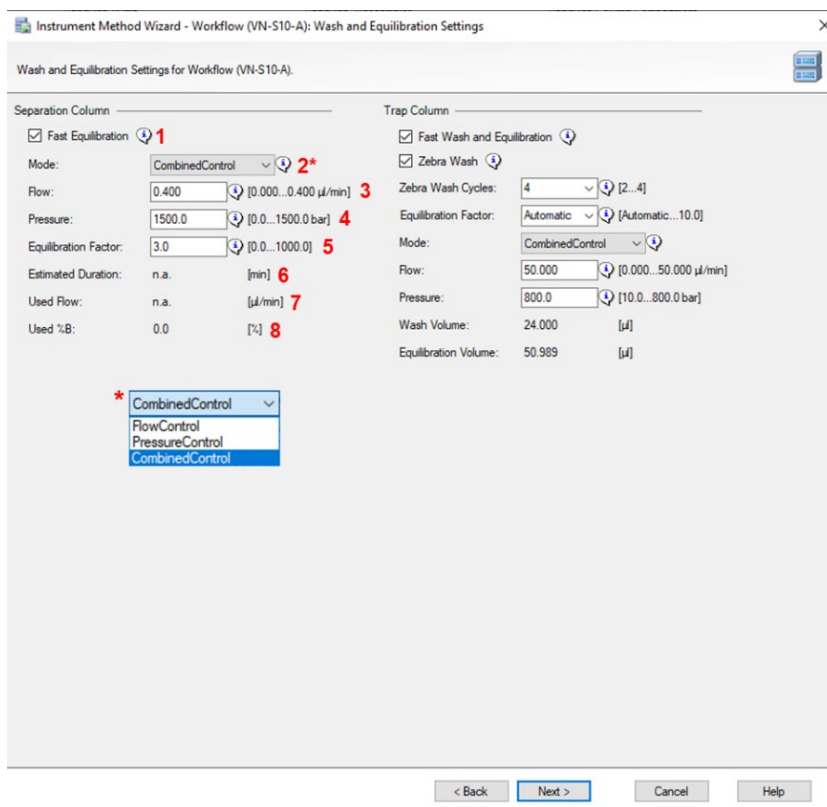 Instrument Method Wizard - Workflow (VN-S10-A): Wash and Equilibration Settings
Wash and Equilibration Settings for Workflow (VN-S10-A).
Separation Column
Fast Equilibration 1
Mode: CombinedControl 2*
Flow: 0.400 [0.000...0.400 µl/min] 3
Pressure: 1500.0 [0.0...1500.0 bar] 4
Equilibration Factor: 3.0 [0.0...1000.0] 5
Estimated Duration: n.a. [min] 6
Used Flow: n.a. [µl/min] 7
Used %B: 0.0 [%] 8
* CombinedControl
FlowControl
PressureControl
CombinedControl
Trap Column
Fast Wash and Equilibration
Zebra Wash
Zebra Wash Cycles: 4 [2...4]
Equilibration Factor: Automatic [Automatic...10.0]
Mode: CombinedControl
Flow: 50.000 [0.000...50.000 µl/min]
Pressure: 800.0 [10.0...800.0 bar]
Wash Volume: 24.000 [µl]
Equilibration Volume: 50.989 [µl]
< Back Next > Cancel Help